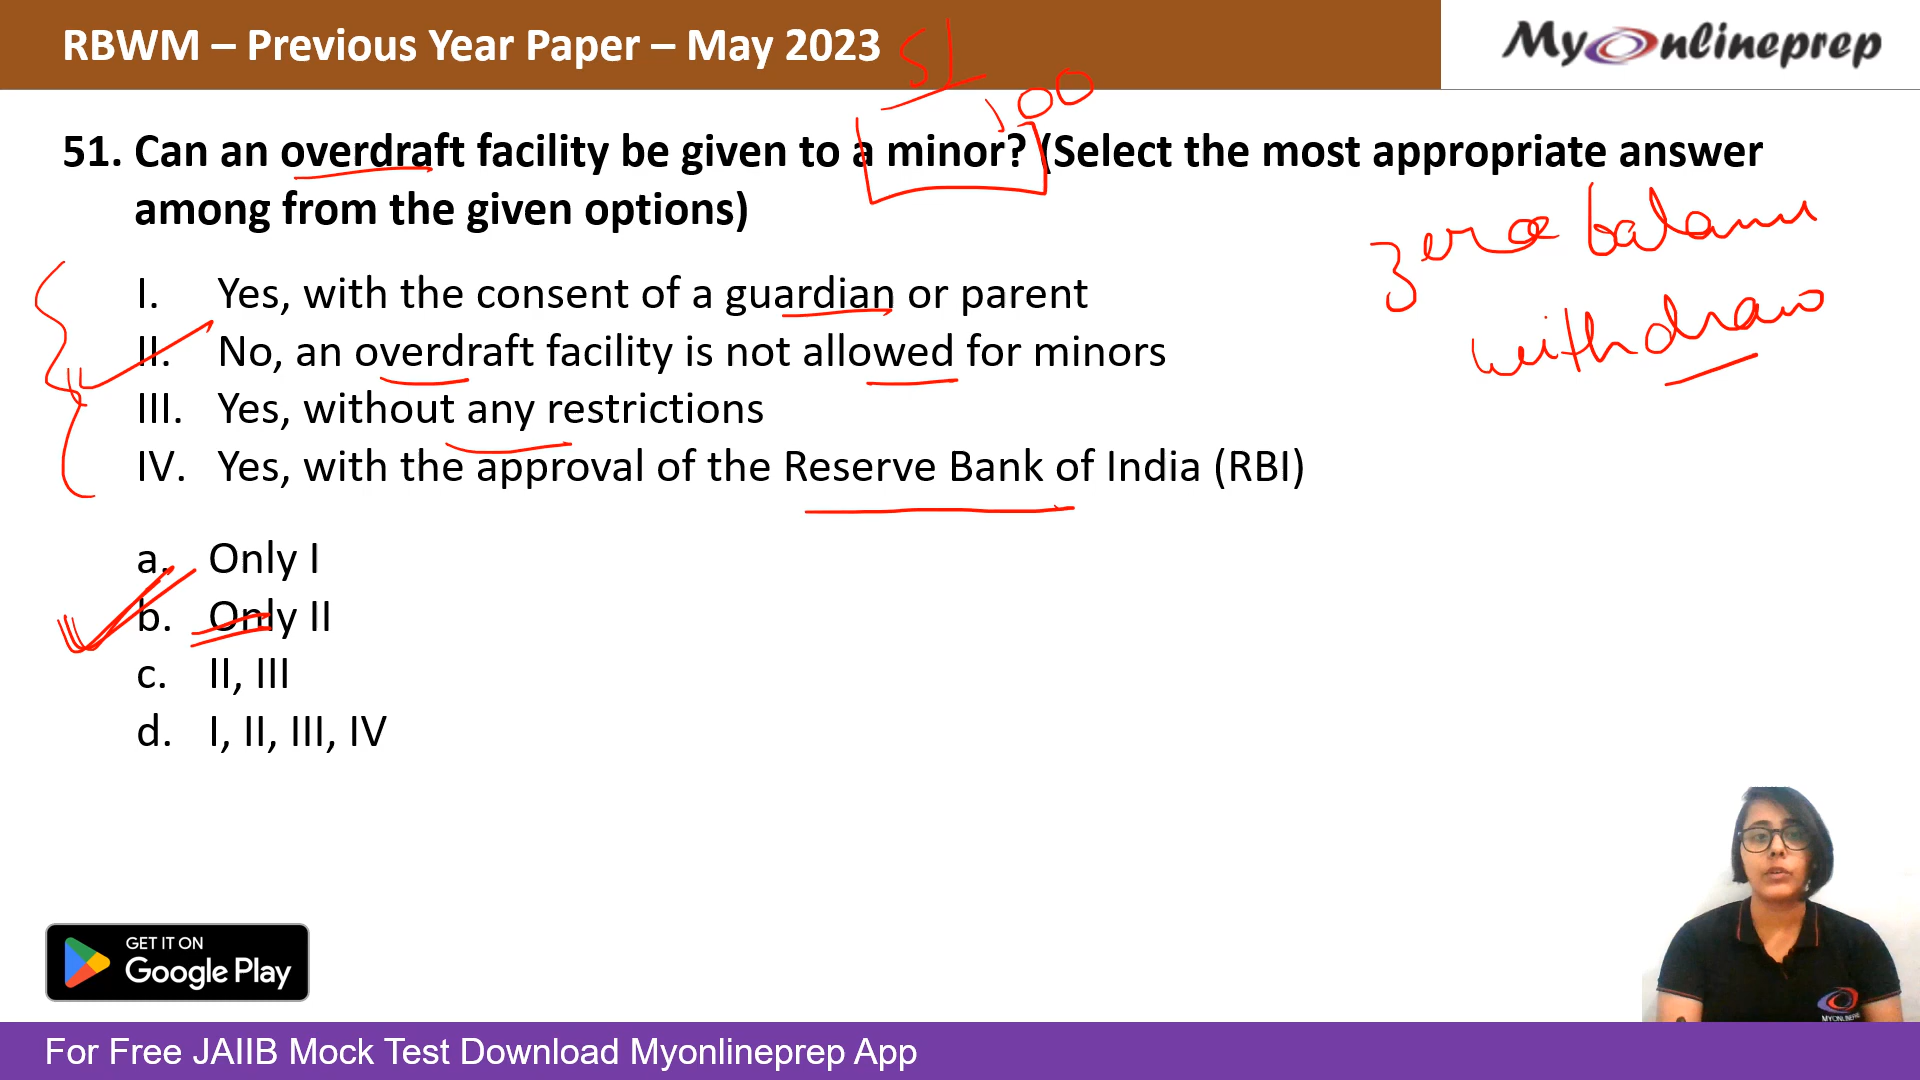 RBWM – Previous Year Paper – May 2023
Myonlineprep
51
100
51. Can an overdraft facility be given to a minor? (Select the most appropriate answer
among from the given options)
zero balance
withdraw
I. Yes, with the consent of a guardian or parent
II. No, an overdraft facility is not allowed for minors
III. Yes, without any restrictions
IV. Yes, with the approval of the Reserve Bank of India (RBI)
a. Only I
b. Only II
c. II, III
d. I, II, III, IV
GET IT ON
Google Play
MYONLINEPREP
For Free JAIIB Mock Test Download Myonlineprep App